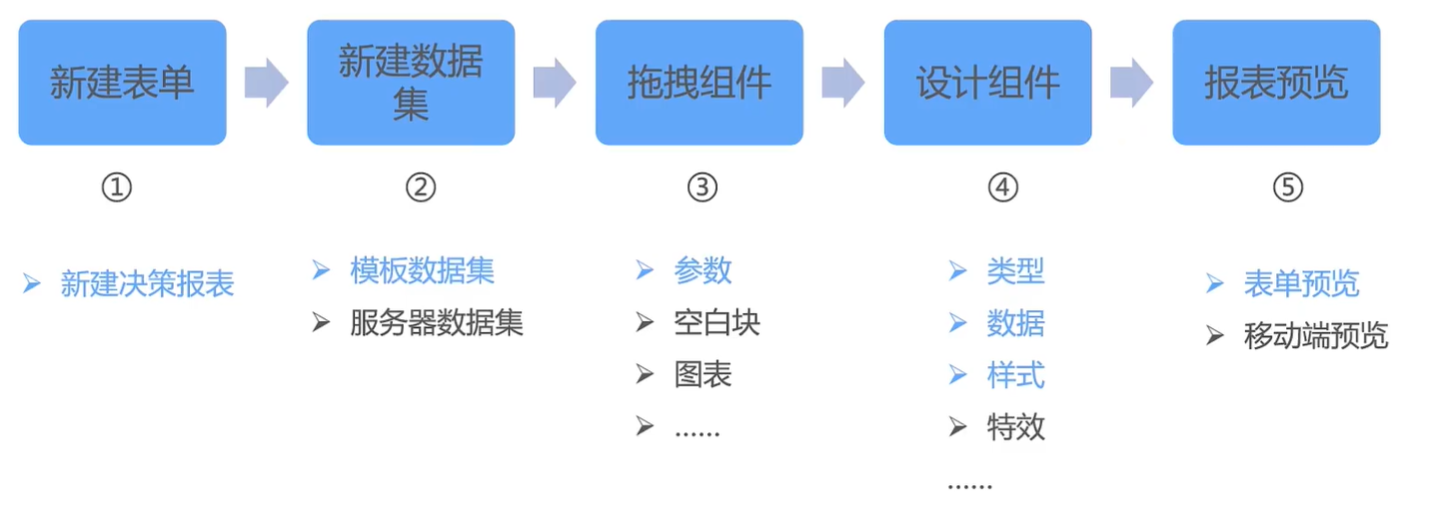 新建表单
新建数据
集
拖拽组件
设计组件
报表预览
①
②
③
④
⑤
新建决策报表
模板数据集
服务器数据集
参数
空白块
图表
......
类型
数据
样式
特效
......
表单预览
移动端预览